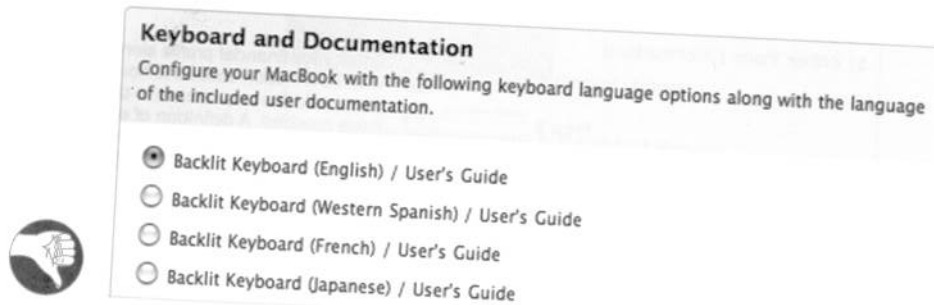 Keyboard and Documentation
Configure your MacBook with the following keyboard language options along with the language
of the included user documentation.
Backlit Keyboard (English) / User's Guide
Backlit Keyboard (Western Spanish) / User's Guide
Backlit Keyboard (French) / User's Guide
Backlit Keyboard (Japanese) / User's Guide